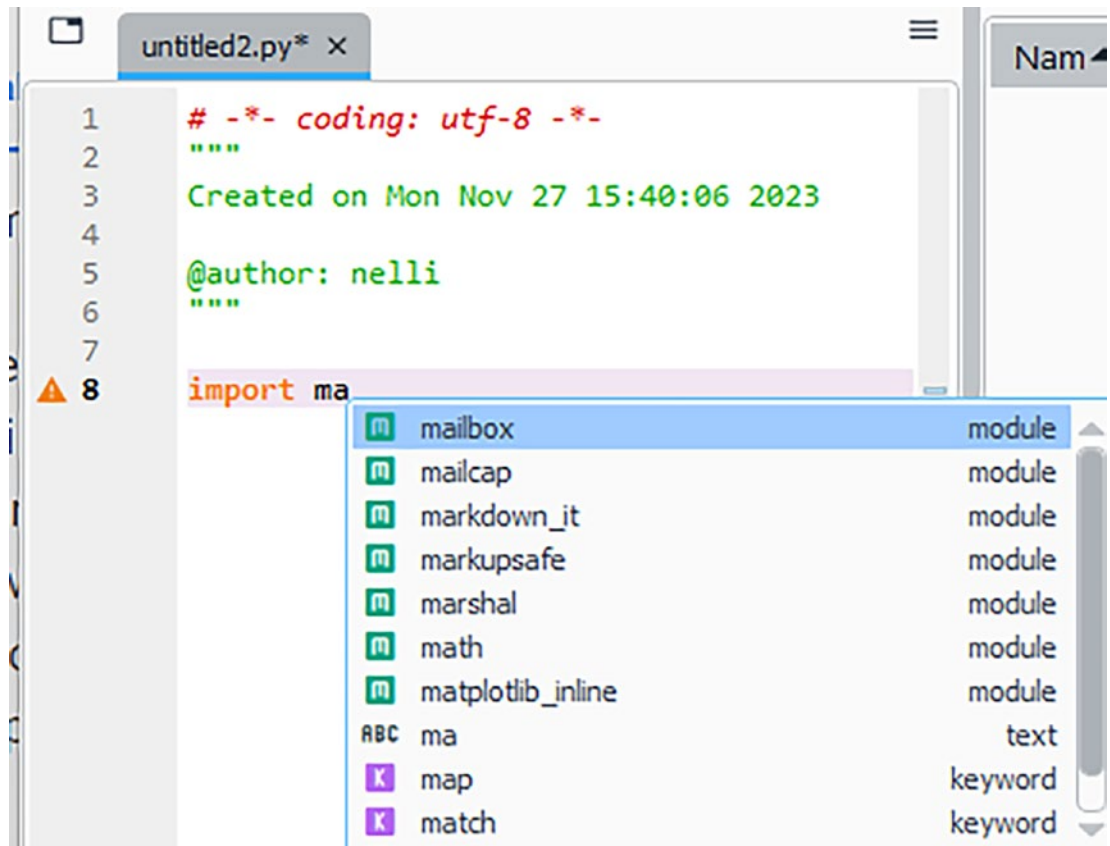 untitled2.py* ×
Nam
1 # -*- coding: utf-8 -*-
2 """
3 Created on Mon Nov 27 15:40:06 2023
4
5 @author: nelli
6 """
7
8 import ma
m mailbox module
m mailcap module
m markdown_it module
m markupsafe module
m marshal module
m math module
m matplotlib_inline module
ABC ma text
K map keyword
K match keyword